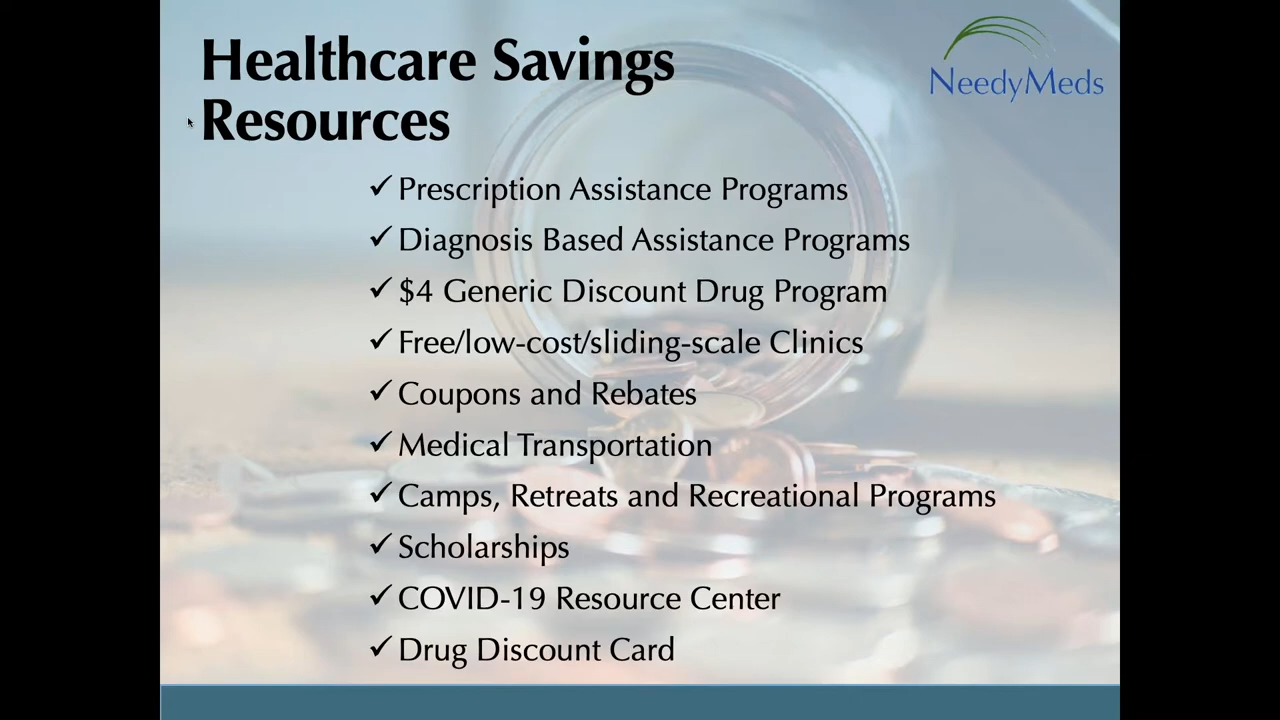 Healthcare Savings
Resources
NeedyMeds
✓ Prescription Assistance Programs
✓ Diagnosis Based Assistance Programs
✓ $4 Generic Discount Drug Program
✓ Free/low-cost/sliding-scale Clinics
✓ Coupons and Rebates
✓ Medical Transportation
✓ Camps, Retreats and Recreational Programs
✓ Scholarships
✓ COVID-19 Resource Center
✓ Drug Discount Card